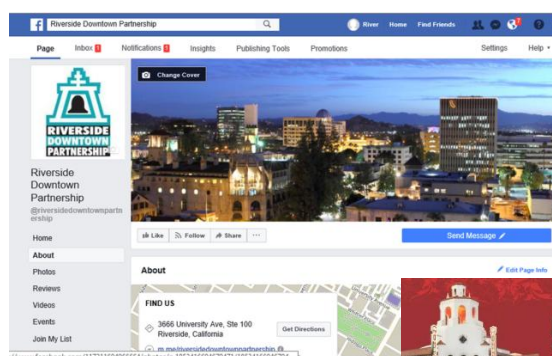 Riverside Downtown Partnership
River Home Find Friends
Page Inbox 1 Notifications 1 Insights Publishing Tools Promotions Settings Help
Change Cover
RIVERSIDE
DOWNTOWN
PARTNERSHIP
Riverside
Downtown
Partnership
@riversidedowntownpartn
ership
Like Follow Share ...
Send Message
Home
About
Photos
Reviews
Videos
Events
Join My List
About
Edit Page Info
FIND US
3666 University Ave, Ste 100
Riverside, California
Get Directions
m.me/riversidedowntownpartnership